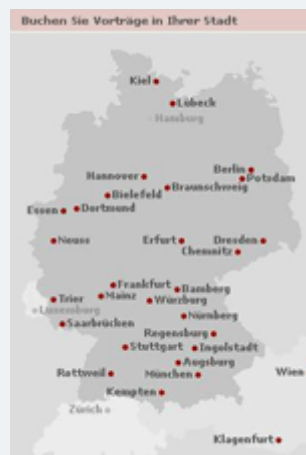 Buchen Sie Vorträge in Ihrer Stadt
Kiel
Lübeck
Hamburg
Berlin
Hannover
Potsdam
Braunschweig
Bielefeld
Essen
Dortmund
Neuss
Erfurt
Dresden
Chemnitz
Frankfurt
Bamberg
Trier
Mainz
Würzburg
Luxemburg
Nürnberg
Saarbrücken
Regensburg
Stuttgart
Ingolstadt
Augsburg
Rottweil
München
Wien
Kempten
Zürich
Klagenfurt